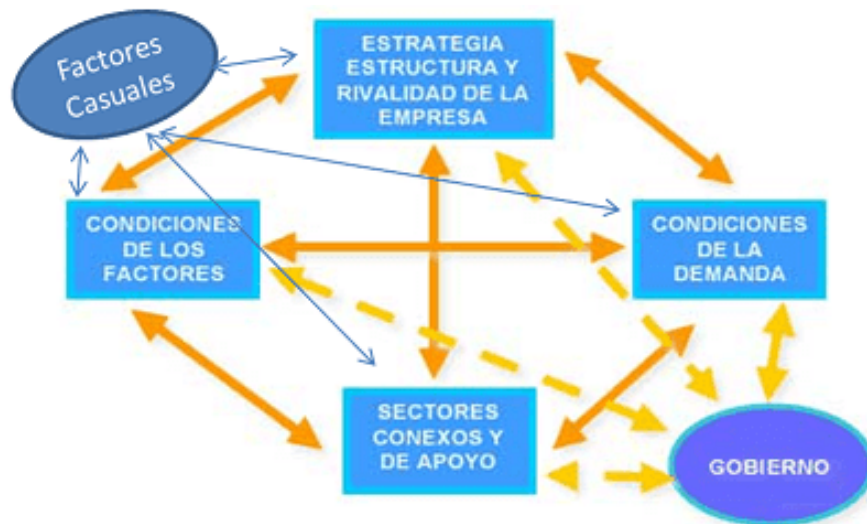 Factores
Casuales
ESTRATEGIA
ESTRUCTURA Y
RIVALIDAD DE LA
EMPRESA
CONDICIONES
DE LOS
FACTORES
CONDICIONES
DE LA
DEMANDA
SECTORES
CONEXOS Y
DE APOYO
GOBIERNO